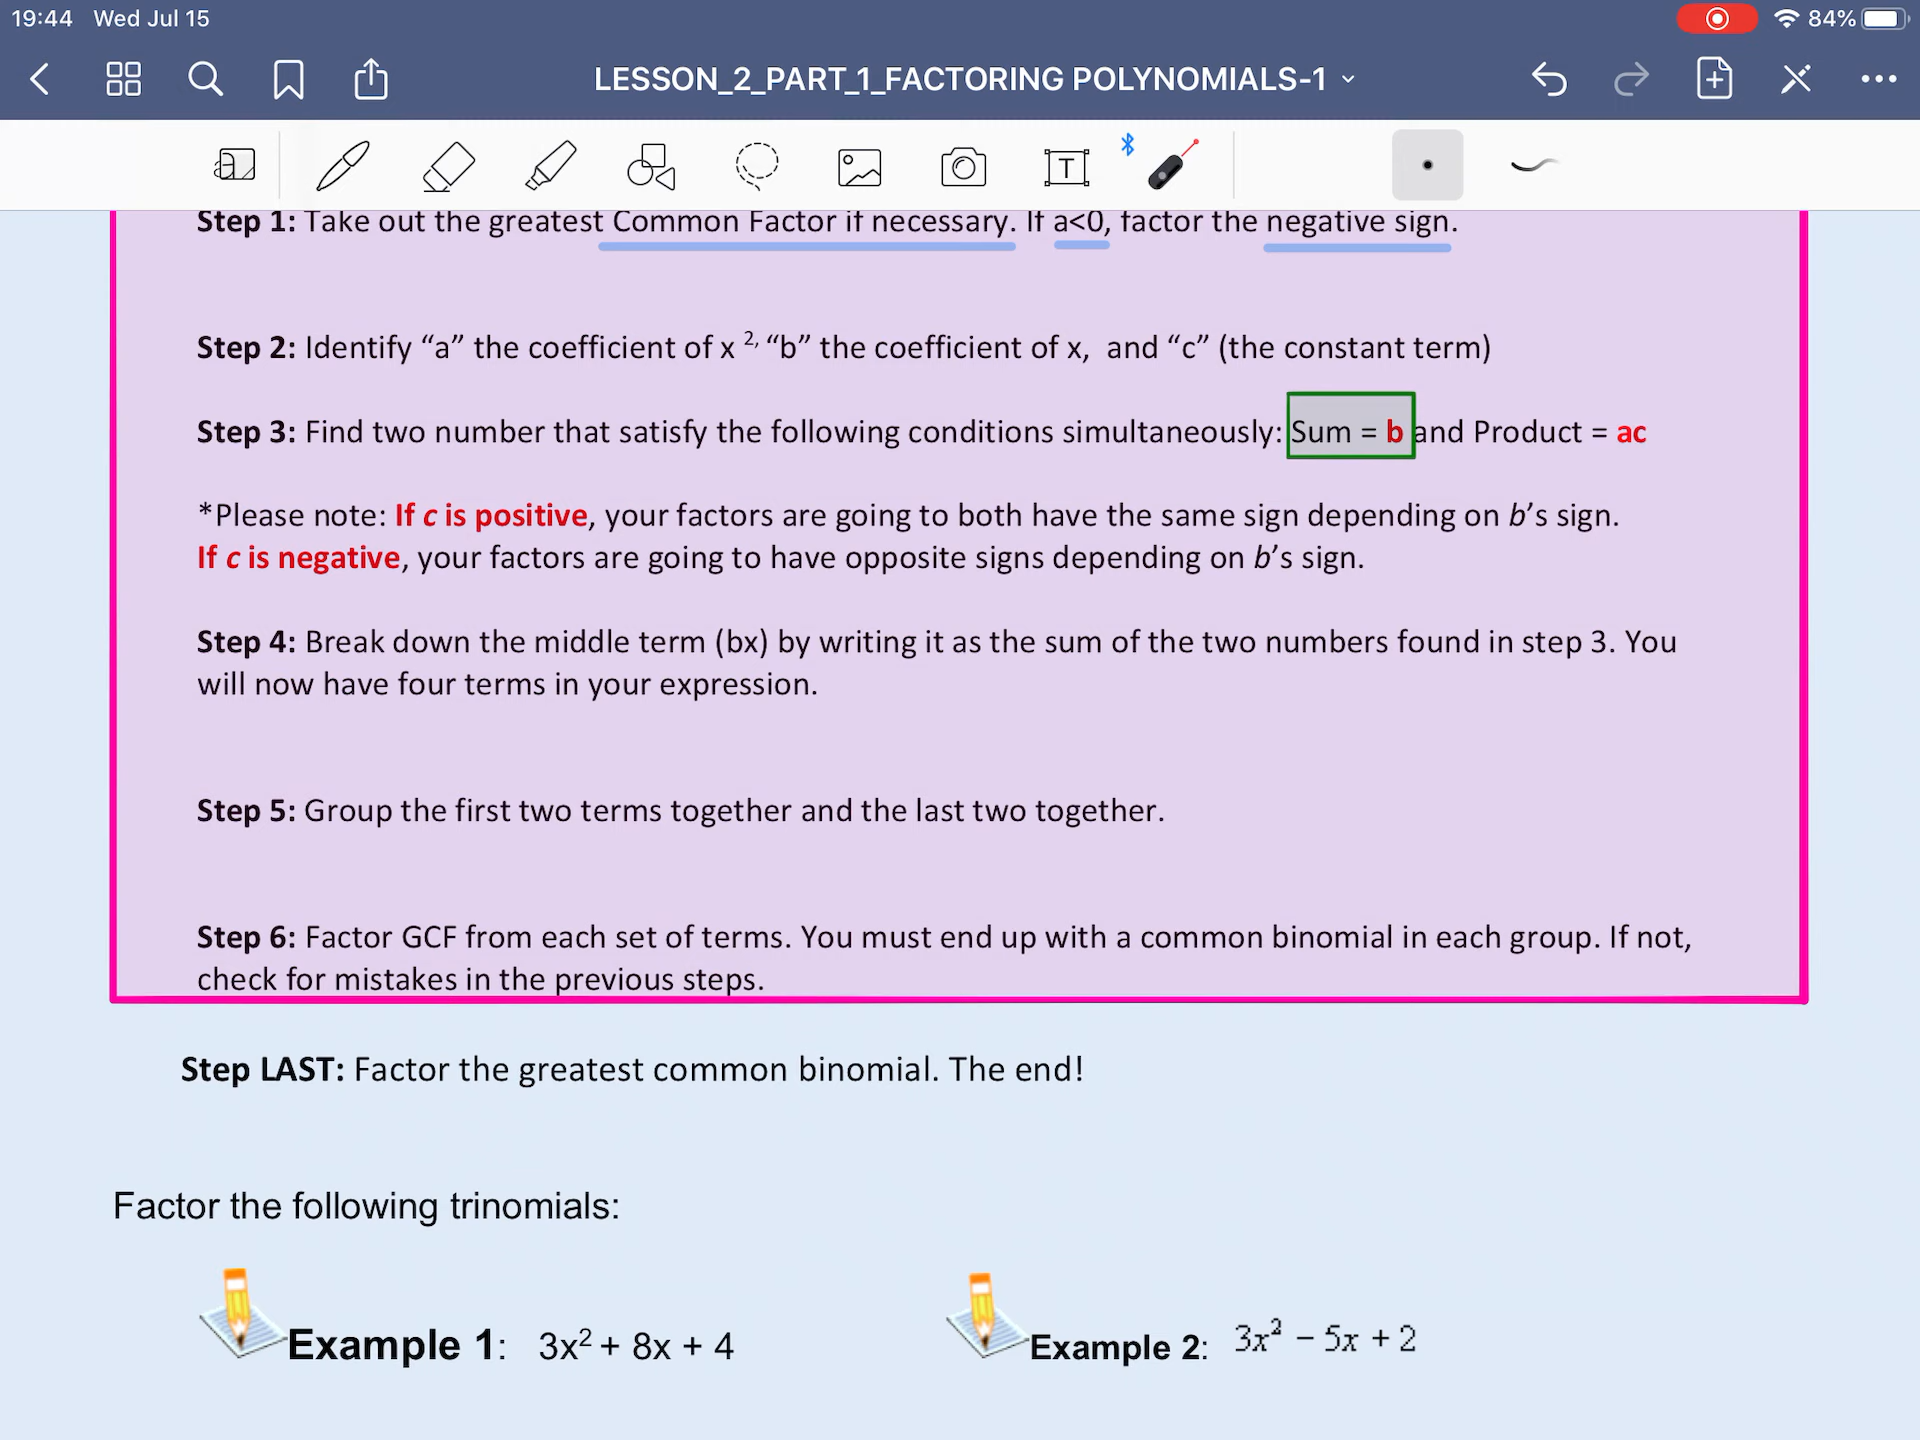 19:44 Wed Jul 15 84%
LESSON_2_PART_1_FACTORING POLYNOMIALS-1
Step 1: Take out the greatest Common Factor if necessary. If a<0, factor the negative sign.
Step 2: Identify “a” the coefficient of x ², “b” the coefficient of x, and “c” (the constant term)
Step 3: Find two number that satisfy the following conditions simultaneously: Sum = b and Product = ac
*Please note: If c is positive, your factors are going to both have the same sign depending on b’s sign.
If c is negative, your factors are going to have opposite signs depending on b’s sign.
Step 4: Break down the middle term (bx) by writing it as the sum of the two numbers found in step 3. You
will now have four terms in your expression.
Step 5: Group the first two terms together and the last two together.
Step 6: Factor GCF from each set of terms. You must end up with a common binomial in each group. If not,
check for mistakes in the previous steps.
Step LAST: Factor the greatest common binomial. The end!
Factor the following trinomials:
Example 1: 3x² + 8x + 4 Example 2: 3x² − 5x + 2